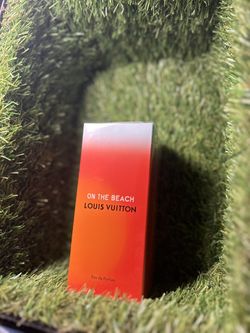 ON THE BEACH
LOUIS VUITTON
Eau de Parfum